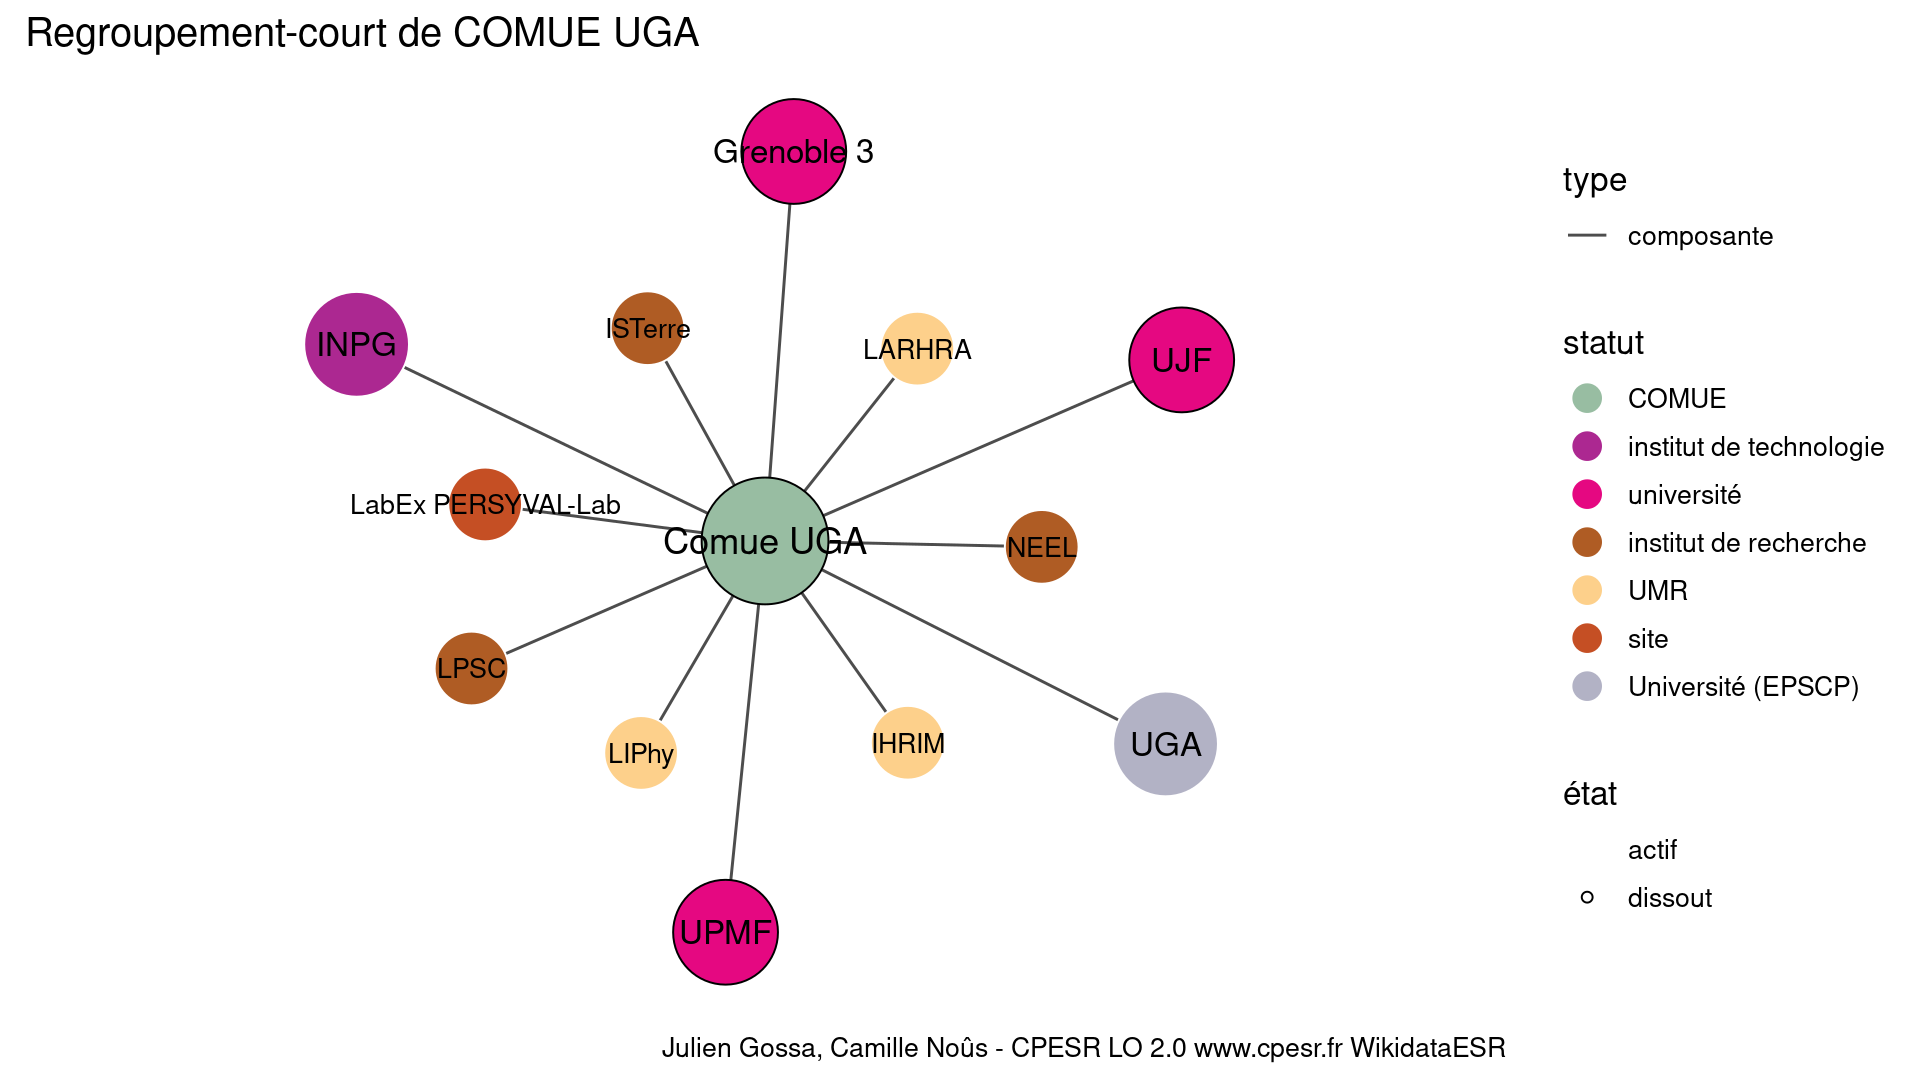 Regroupement-court de COMUE UGA
Grenoble 3
INPG
ISTerre
LARHRA
UJF
LabEx PERSYVAL-Lab
Comue UGA
NEEL
LPSC
LIPhy
IHRIM
UGA
UPMF
type
composante
statut
COMUE
institut de technologie
université
institut de recherche
UMR
site
Université (EPSCP)
état
actif
dissout
Julien Gossa, Camille Noûs - CPESR LO 2.0 www.cpesr.fr WikidataESR